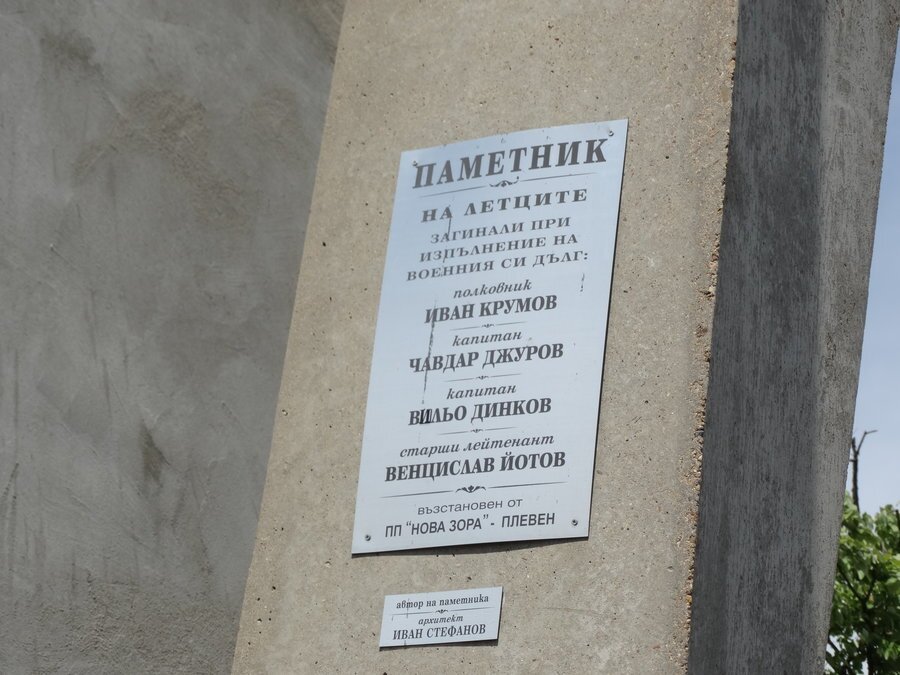 ПАМЕТНИК
НА ЛЕТЦИТЕ
ЗАГИНАЛИ ПРИ
ИЗПЪЛНЕНИЕ НА
ВОЕННИЯ СИ ДЪЛГ:
полковник
ИВАН КРУМОВ
капитан
ЧАВДАР ДЖУРОВ
капитан
ВИЛЬО ДИНКОВ
старши лейтенант
ВЕНЦИСЛАВ ЙОТОВ
възстановен от
ПП "НОВА ЗОРА" - ПЛЕВЕН
автор на паметника
архитект
ИВАН СТЕФАНОВ